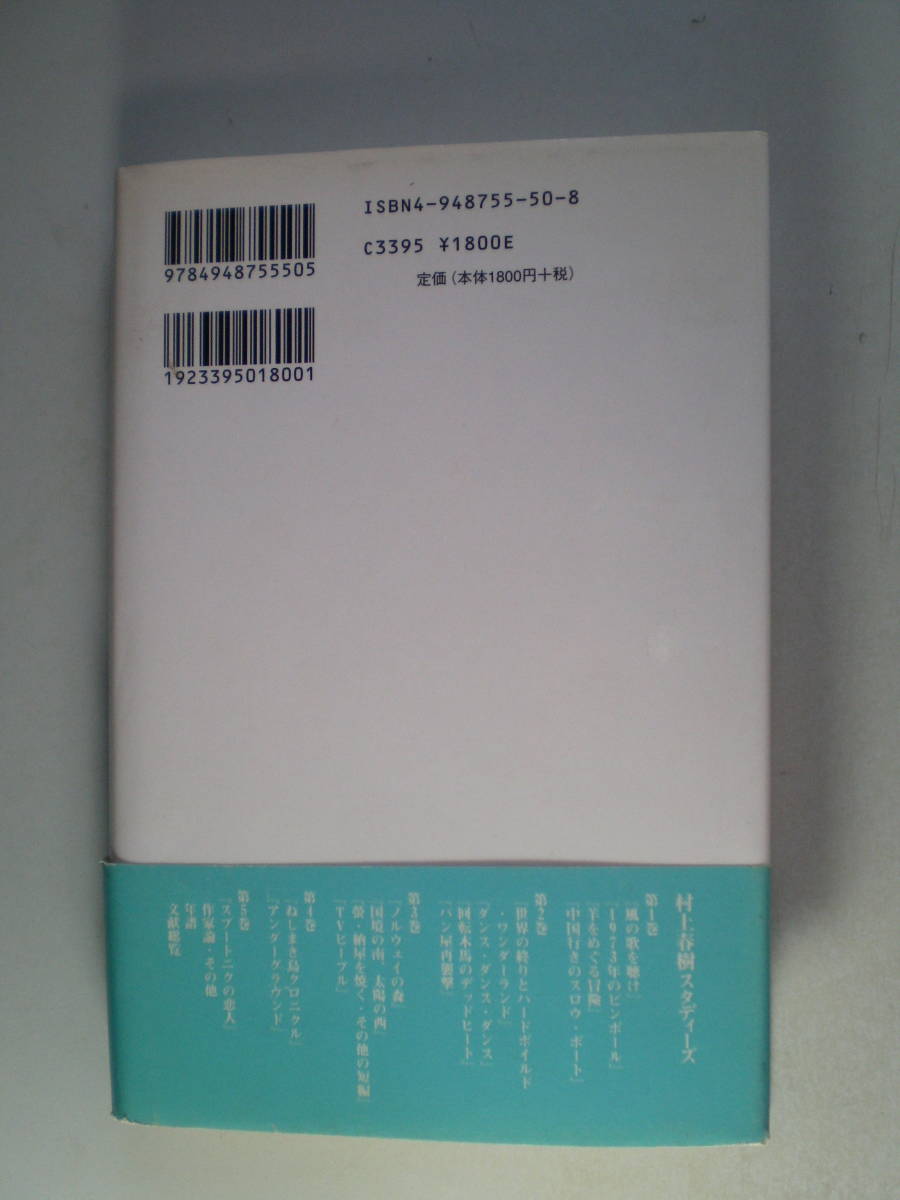 ISBN4-948755-50-8
C3395 ¥1800E
定価(本体1800円+税)
9784948755505
1923395018001
村上春樹スタディーズ
第1巻
『風の歌を聴け』
『1973年のピンボール』
『羊をめぐる冒険』
『中国行きのスロウ・ボート』
第2巻
『世界の終りとハードボイルド
・ワンダーランド』
『ダンス・ダンス・ダンス』
『回転木馬のデッドヒート』
『パン屋再襲撃』
第3巻
『ノルウェイの森』
『国境の南、太陽の西』
『螢・納屋を焼く・その他の短編』
『TVピープル』
第4巻
『ねじまき鳥クロニクル』
『アンダーグラウンド』
第5巻
『スプートニクの恋人』
作家論・その他
年譜
文献総覧